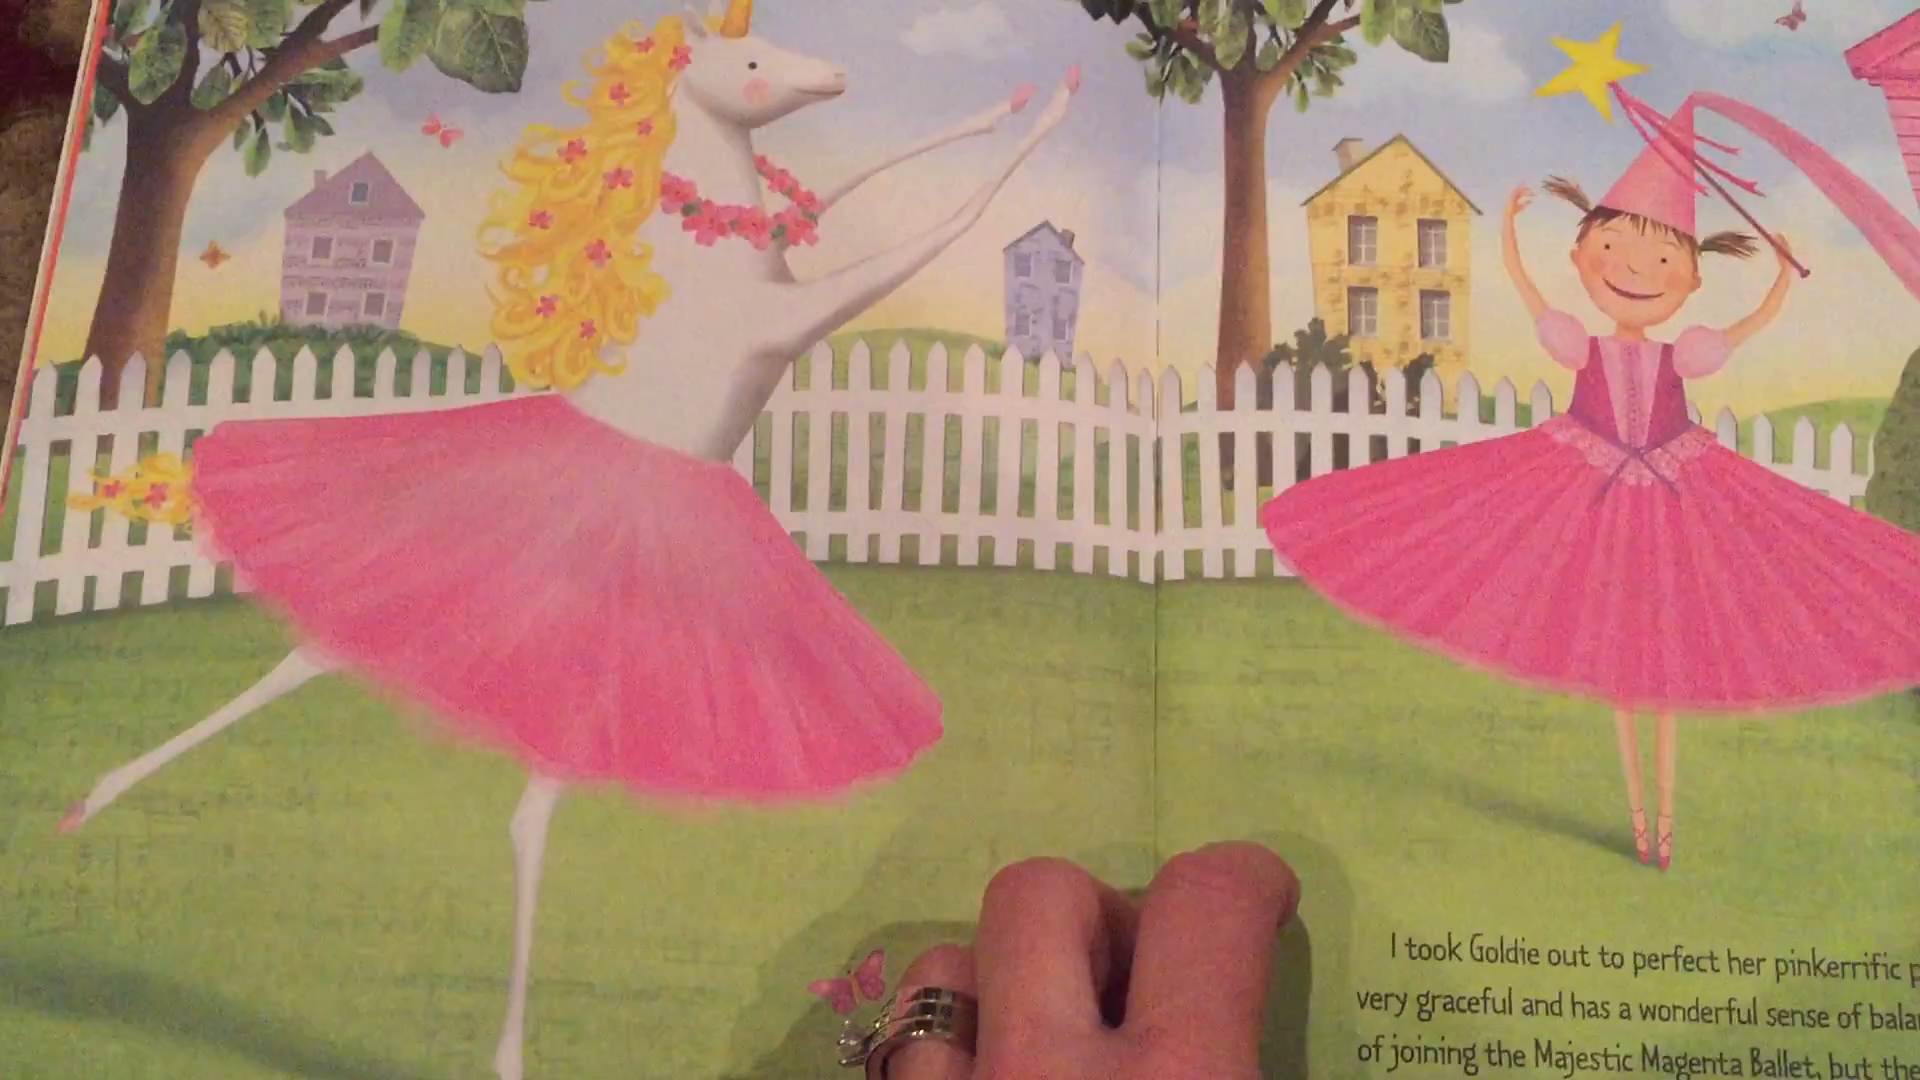 I took Goldie out to perfect her pinkerrific
very graceful and has a wonderful sense of
of joining the Majestic Magenta Ballet, but